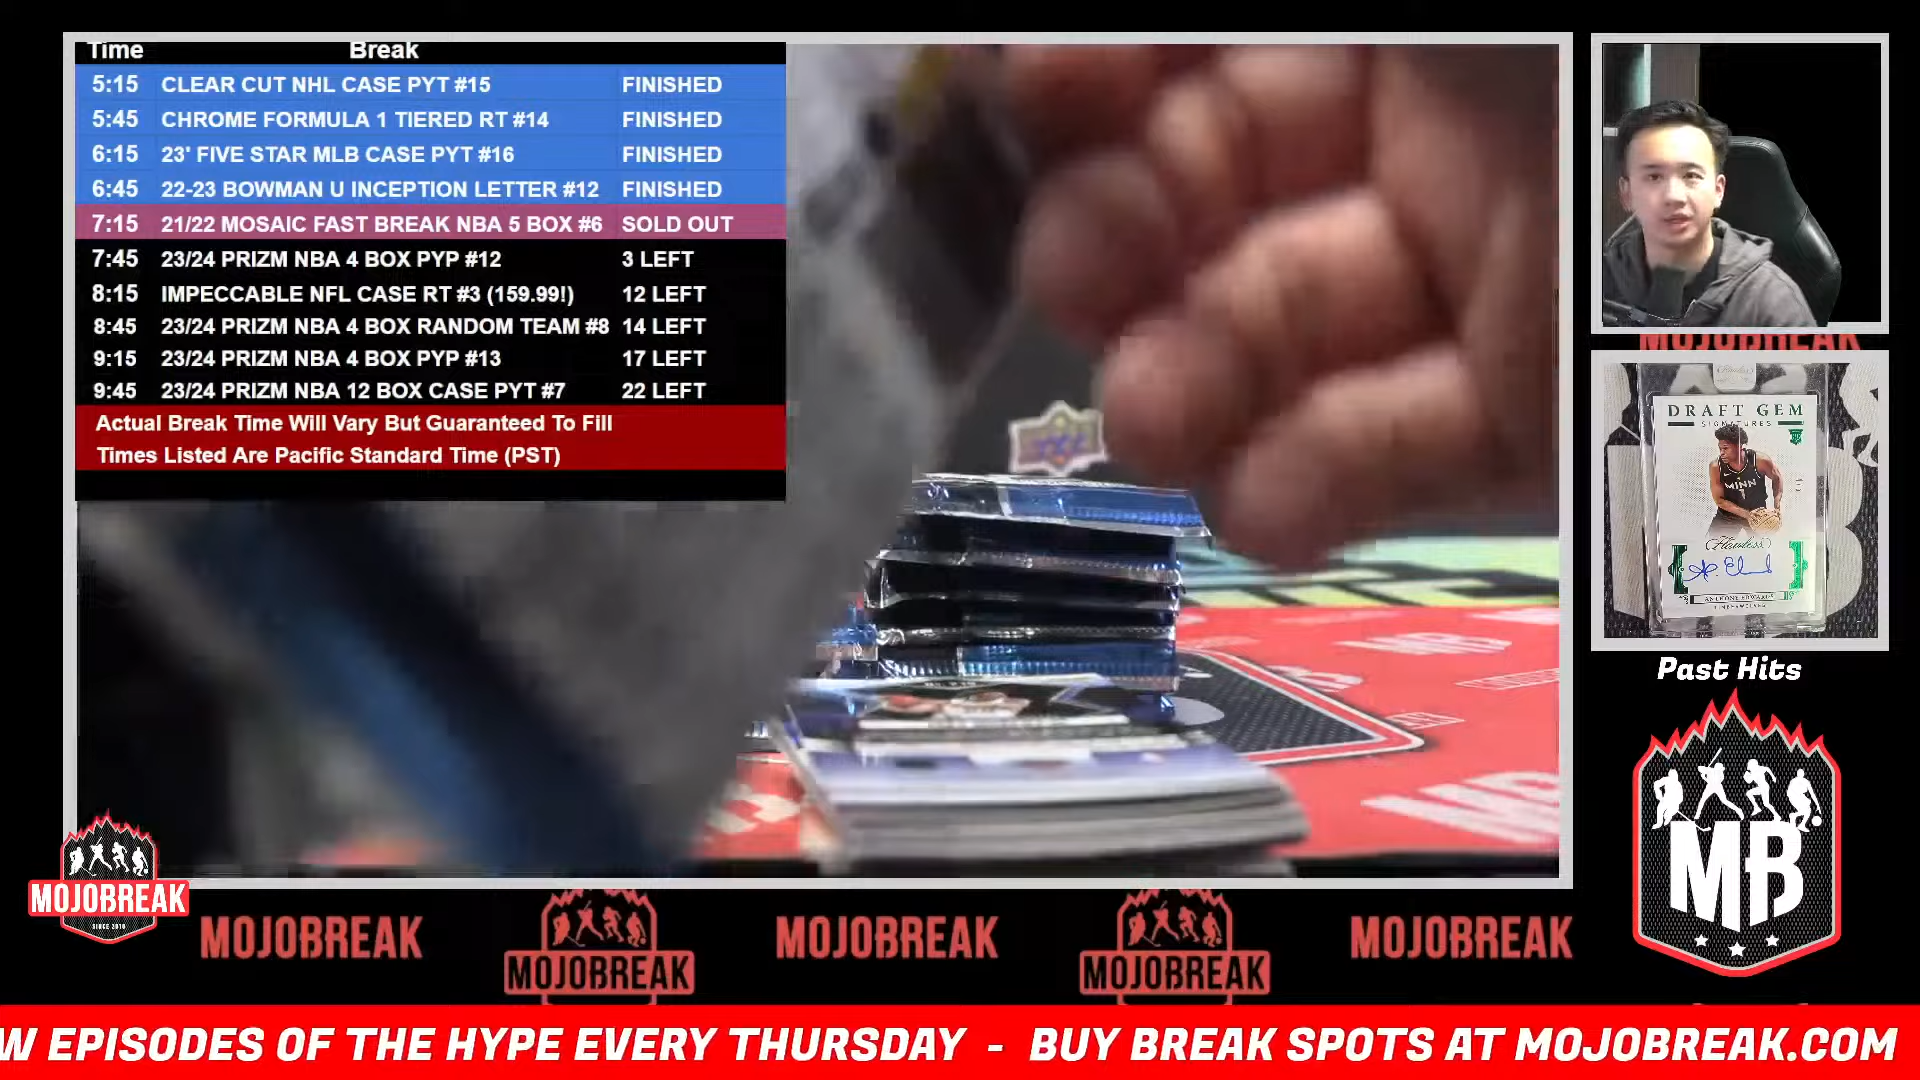 Time Break
5:15 CLEAR CUT NHL CASE PYT #15 FINISHED
5:45 CHROME FORMULA 1 TIERED RT #14 FINISHED
6:15 23' FIVE STAR MLB CASE PYT #16 FINISHED
6:45 22-23 BOWMAN U INCEPTION LETTER #12 FINISHED
7:15 21/22 MOSAIC FAST BREAK NBA 5 BOX #6 SOLD OUT
7:45 23/24 PRIZM NBA 4 BOX PYP #12 3 LEFT
8:15 IMPECCABLE NFL CASE RT #3 (159.99!) 12 LEFT
8:45 23/24 PRIZM NBA 4 BOX RANDOM TEAM #8 14 LEFT
9:15 23/24 PRIZM NBA 4 BOX PYP #13 17 LEFT
9:45 23/24 PRIZM NBA 12 BOX CASE PYT #7 22 LEFT
Actual Break Time Will Vary But Guaranteed To Fill
Times Listed Are Pacific Standard Time (PST)
MOJOBREAK
DRAFT GEM
SIGNATURES
MINN
1
Flawless
ANTHONY EDWARDS
Past Hits
MB
MOJOBREAK
SINCE 2010
MOJOBREAK
MOJOBREAK
MOJOBREAK
MOJOBREAK
MOJOBREAK
W EPISODES OF THE HYPE EVERY THURSDAY - BUY BREAK SPOTS AT MOJOBREAK.COM